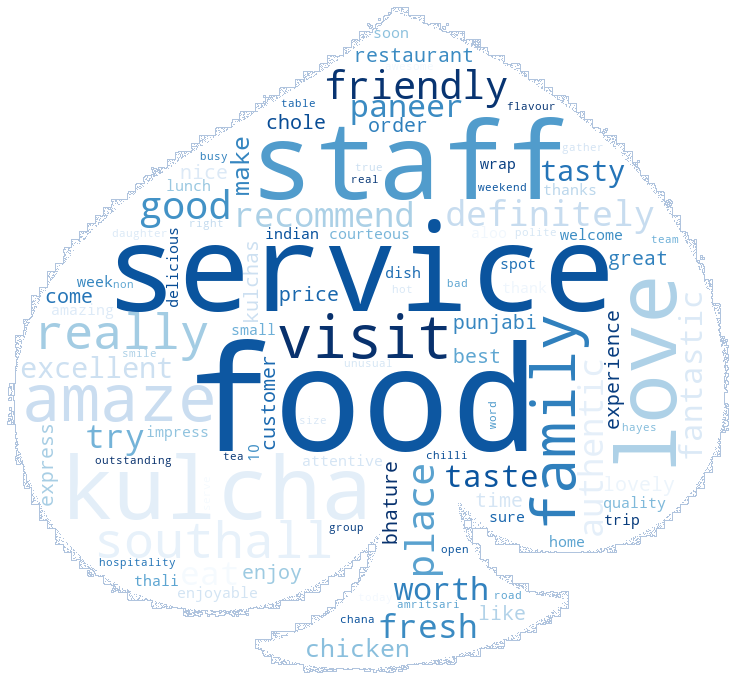 soon
restaurant
friendly
table
paneer
flavour
chole
order
staff
busy
make
true
gather
nice
real
wrap
tasty
lunch
weekend
thanks
good
recommend
definitely
right
daughter
indian
courteous
aloo
polite
welcome
team
service
delicious
kulchas
dish
spot
great
week
non
hot
bad
thank
come
price
amazing
small
visit
punjabi
love
fantastic
really
smile
best
family
experience
excellent
unusual
food
amaze
customer
authentic
try
impress
size
word
hayes
express
10
outstanding
tea
attentive
chilli
kulcha
bhature
place
taste
lovely
time
quality
southall
group
sure
trip
open
home
hospitality
thali
eat
enjoy
enjoyable
worth
road
amritsari
like
chana
fresh
chicken